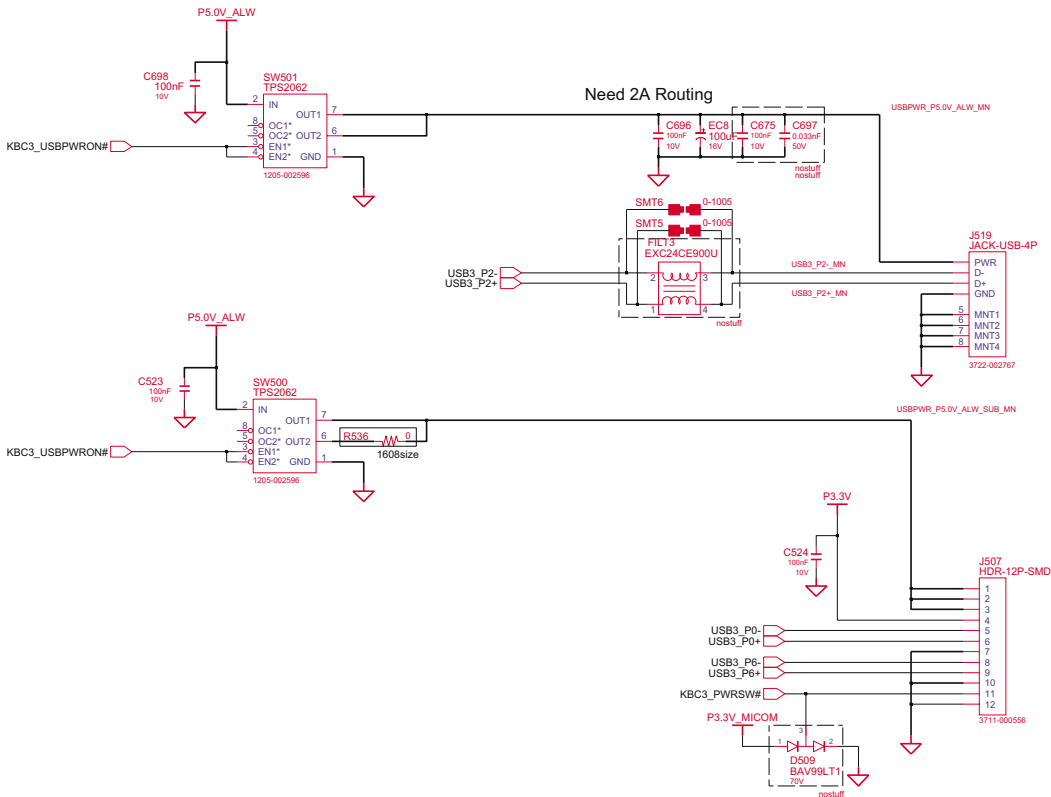 P5.0V_ALW
C698
100nF
10V
SW501
TPS2062
2 IN
OUT1 7
8 OC1*
5 OC2* OUT2 6
3 EN1*
4 EN2* GND 1
1205-002596
KBC3_USBPWRON#
Need 2A Routing
USBPWR_P5.0V_ALW_MN
C696
100nF
10V
EC8
100uF
16V
C675
100nF
10V
C697
0.033nF
50V
nostuff
nostuff
SMT6 0-1005
SMT5 0-1005
FILT3
EXC24CE900U
USB3_P2-
USB3_P2+
2 3
1 4
nostuff
USB3_P2-_MN
USB3_P2+_MN
J519
JACK-USB-4P
PWR
D-
D+
GND
5 MNT1
6 MNT2
7 MNT3
8 MNT4
3722-002767
P5.0V_ALW
C523
100nF
10V
SW500
TPS2062
2 IN
OUT1 7
8 OC1*
5 OC2* OUT2 6
3 EN1*
4 EN2* GND 1
1205-002596
KBC3_USBPWRON#
R536 0
1608size
USBPWR_P5.0V_ALW_SUB_MN
P3.3V
C524
100nF
10V
J507
HDR-12P-SMD
1
2
3
4
5
6
7
8
9
10
11
12
3711-000556
USB3_P0-
USB3_P0+
USB3_P6-
USB3_P6+
KBC3_PWRSW#
P3.3V_MICOM
3
1 2
D509
BAV99LT1
70V
nostuff